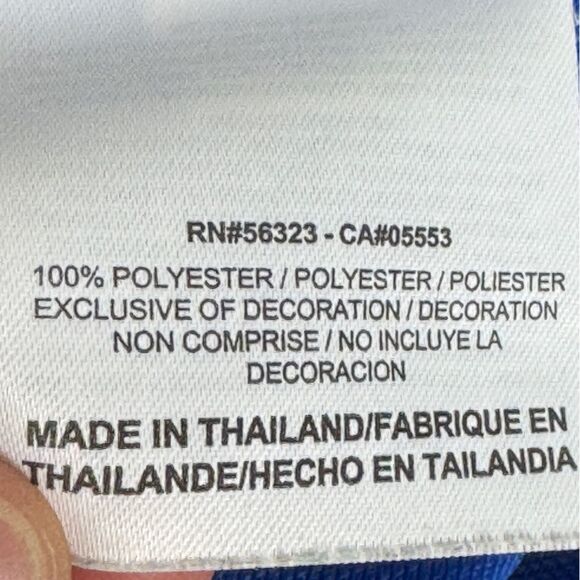 RN#56323 - CA#05553
100% POLYESTER / POLYESTER / POLIESTER
EXCLUSIVE OF DECORATION / DECORATION
NON COMPRISE / NO INCLUYE LA
DECORACION
MADE IN THAILAND/FABRIQUE EN
THAILANDE/HECHO EN TAILANDIA